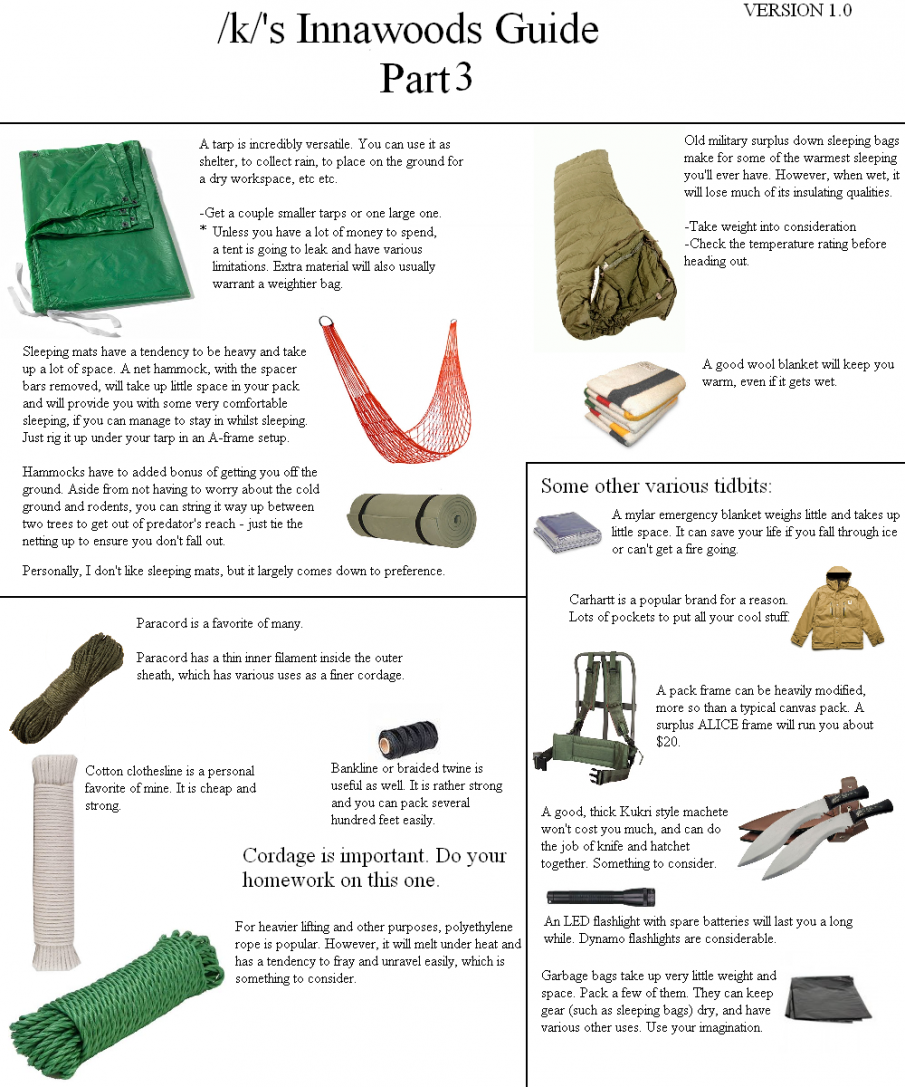 VERSION 1.0
/k/'s Innawoods Guide
Part 3
A tarp is incredibly versatile. You can use it as
shelter, to collect rain, to place on the ground for
a dry workspace, etc etc.
-Get a couple smaller tarps or one large one.
* Unless you have a lot of money to spend,
a tent is going to leak and have various
limitations. Extra material will also usually
warrant a weightier bag.
Old military surplus down sleeping bags
make for some of the warmest sleeping
you'll ever have. However, when wet, it
will lose much of its insulating qualities.
-Take weight into consideration
-Check the temperature rating before
heading out.
Sleeping mats have a tendency to be heavy and take
up a lot of space. A net hammock, with the spacer
bars removed, will take up little space in your pack
and will provide you with some very comfortable
sleeping, if you can manage to stay in whilst sleeping.
Just rig it up under your tarp in an A-frame setup.
A good wool blanket will keep you
warm, even if it gets wet.
Hammocks have to added bonus of getting you off the
ground. Aside from not having to worry about the cold
ground and rodents, you can string it way up between
two trees to get out of predator's reach - just tie the
netting up to ensure you don't fall out.
Personally, I don't like sleeping mats, but it largely comes down to preference.
Paracord is a favorite of many.
Paracord has a thin inner filament inside the outer
sheath, which has various uses as a finer cordage.
Cotton clothesline is a personal
favorite of mine. It is cheap and
strong.
Bankline or braided twine is
useful as well. It is rather strong
and you can pack several
hundred feet easily.
Cordage is important. Do your
homework on this one.
For heavier lifting and other purposes, polyethylene
rope is popular. However, it will melt under heat and
has a tendency to fray and unravel easily, which is
something to consider.
Some other various tidbits:
A mylar emergency blanket weighs little and takes up
little space. It can save your life if you fall through ice
or can't get a fire going.
Carhartt is a popular brand for a reason.
Lots of pockets to put all your cool stuff.
A pack frame can be heavily modified,
more so than a typical canvas pack. A
surplus ALICE frame will run you about
$20.
A good, thick Kukri style machete
won't cost you much, and can do
the job of knife and hatchet
together. Something to consider.
An LED flashlight with spare batteries will last you a long
while. Dynamo flashlights are considerable.
Garbage bags take up very little weight and
space. Pack a few of them. They can keep
gear (such as sleeping bags) dry, and have
various other uses. Use your imagination.